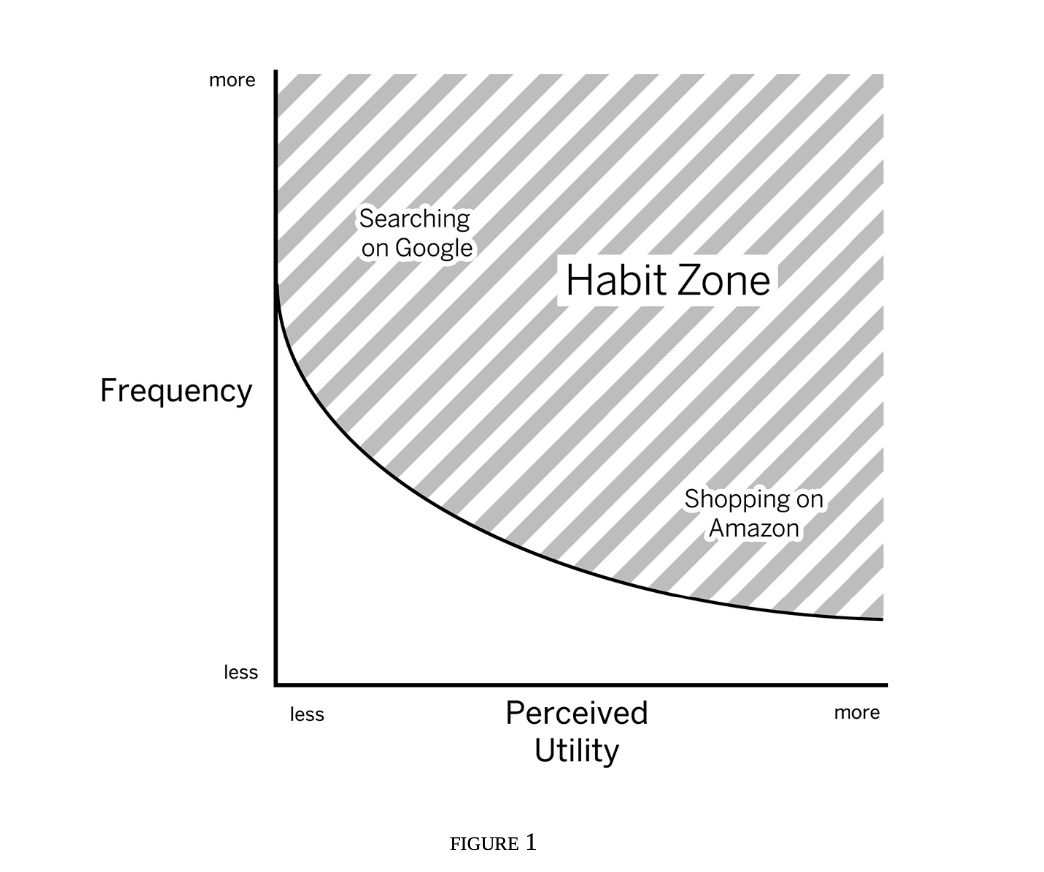 more
Searching
on Google
Habit Zone
Frequency
Shopping on
Amazon
less
less
Perceived
Utility
more
FIGURE 1